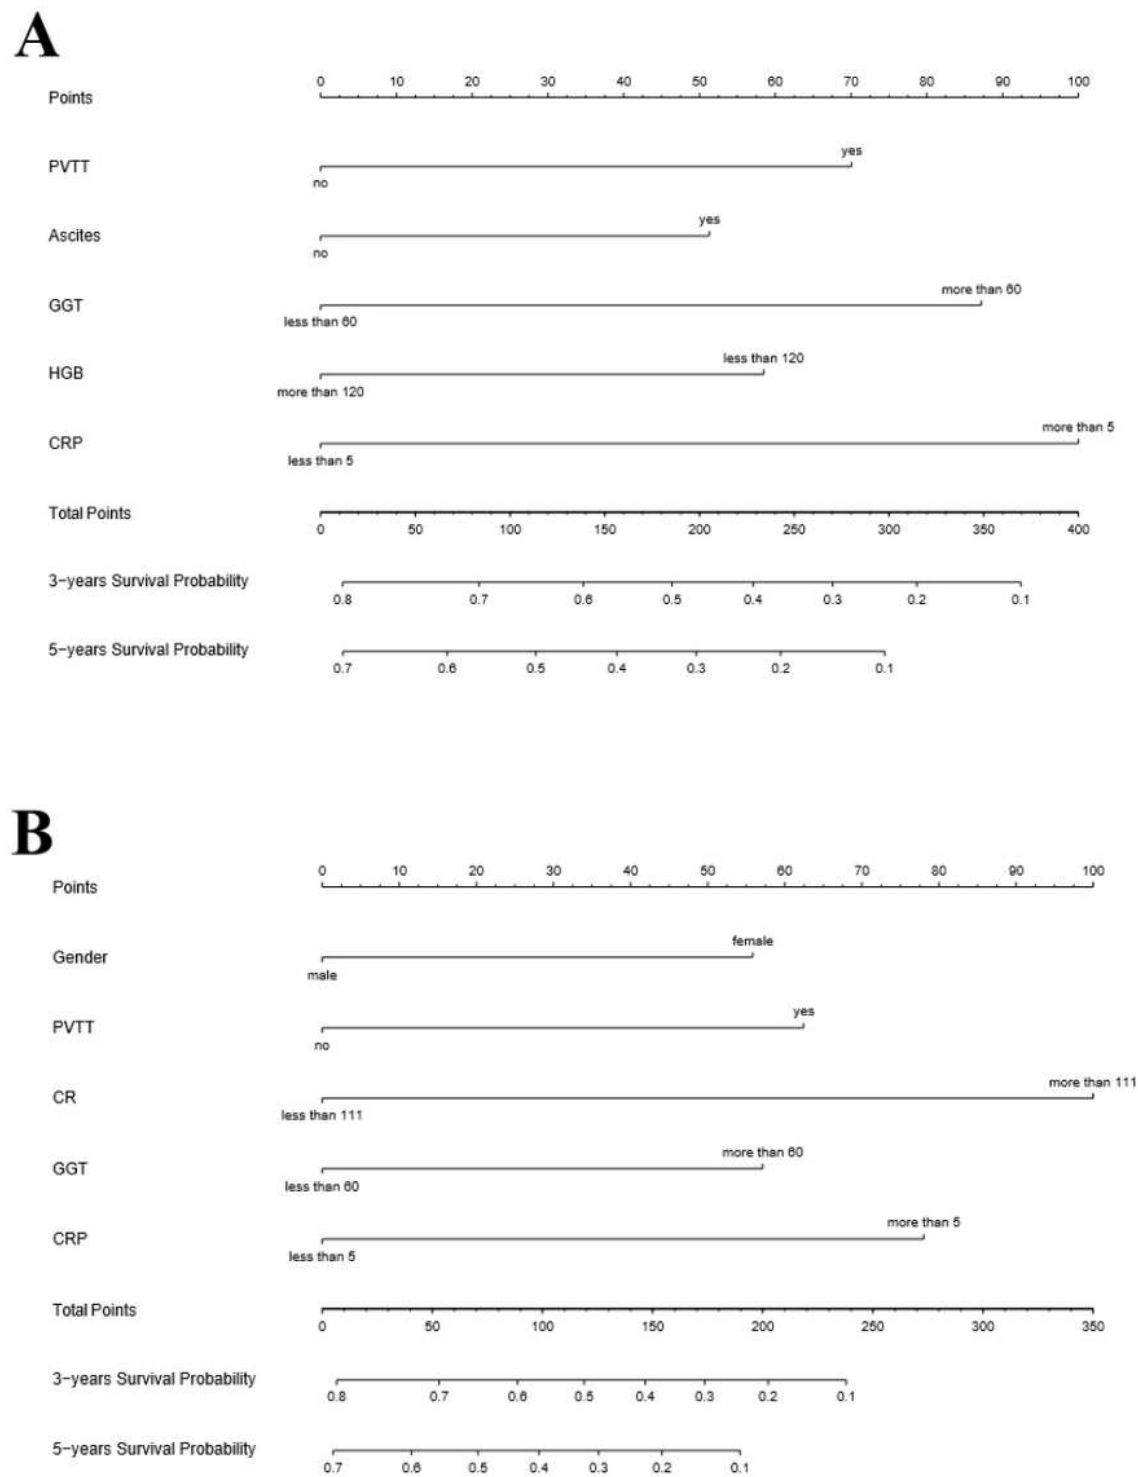 A
0 10 20 30 40 50 60 70 80 90 100
Points
yes
PVTT
no
yes
Ascites
no
more than 60
GGT
less than 60
less than 120
HGB
more than 120
more than 5
CRP
less than 5
Total Points
0 50 100 150 200 250 300 350 400
3-years Survival Probability
0.8 0.7 0.6 0.5 0.4 0.3 0.2 0.1
5-years Survival Probability
0.7 0.6 0.5 0.4 0.3 0.2 0.1
B
0 10 20 30 40 50 60 70 80 90 100
Points
female
Gender
male
yes
PVTT
no
more than 111
CR
less than 111
more than 60
GGT
less than 60
more than 5
CRP
less than 5
Total Points
0 50 100 150 200 250 300 350
3-years Survival Probability
0.8 0.7 0.6 0.5 0.4 0.3 0.2 0.1
5-years Survival Probability
0.7 0.6 0.5 0.4 0.3 0.2 0.1